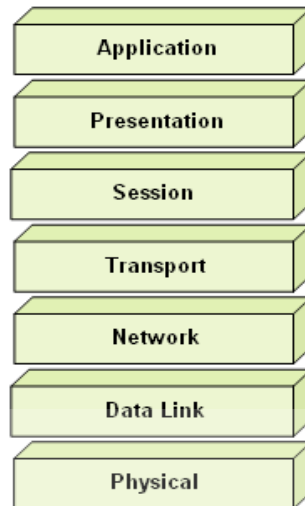 Application
Presentation
Session
Transport
Network
Data Link
Physical